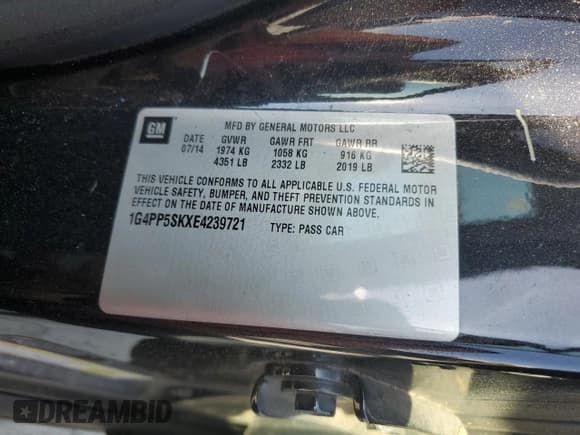 GM
MFD BY GENERAL MOTORS LLC
DATE GVWR GAWR FRT GAWR RR
07/14 1974 KG 1058 KG 916 KG
4351 LB 2332 LB 2019 LB
THIS VEHICLE CONFORMS TO ALL APPLICABLE U.S. FEDERAL MOTOR
VEHICLE SAFETY, BUMPER, AND THEFT PREVENTION STANDARDS IN
EFFECT ON THE DATE OF MANUFACTURE SHOWN ABOVE.
1G4PP5SKXE4239721 TYPE: PASS CAR
DREAMBID